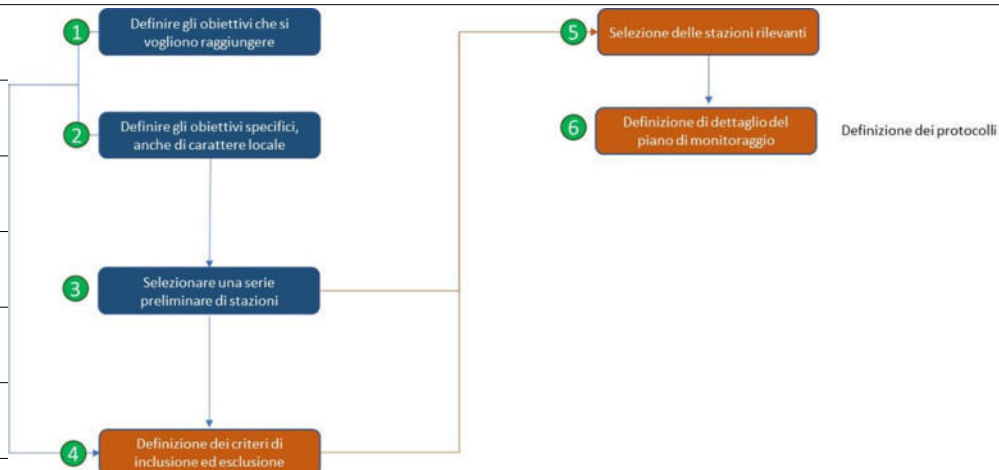 1
Definire gli obiettivi che si
vogliono raggiungere
2
Definire gli obiettivi specifici,
anche di carattere locale
3
Selezionare una serie
preliminare di stazioni
4
Definizione dei criteri di
inclusione ed esclusione
5
Selezione delle stazioni rilevanti
6
Definizione di dettaglio del
piano di monitoraggio
Definizione dei protocolli